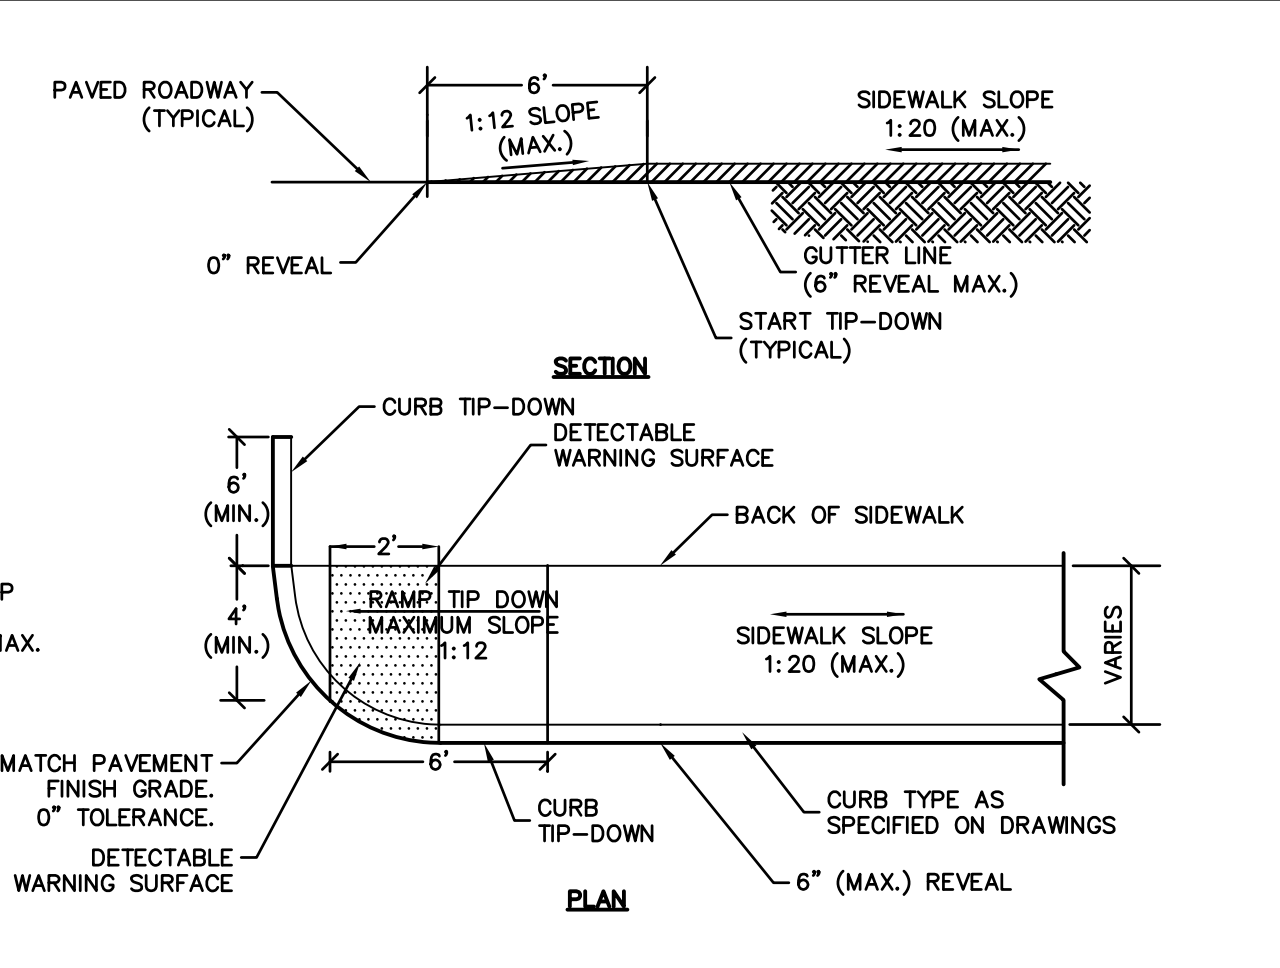 6'
PAVED ROADWAY
(TYPICAL)
1:12 SLOPE
(MAX.)
SIDEWALK SLOPE
1:20 (MAX.)
0" REVEAL
GUTTER LINE
(6" REVEAL MAX.)
START TIP-DOWN
(TYPICAL)
SECTION
CURB TIP-DOWN
DETECTABLE
WARNING SURFACE
6'
(MIN.)
BACK OF SIDEWALK
2'
P
AX.
4'
(MIN.)
RAMP TIP DOWN
MAXIMUM SLOPE
1:12
SIDEWALK SLOPE
1:20 (MAX.)
VARIES
MATCH PAVEMENT
FINISH GRADE.
0" TOLERANCE.
6'
CURB
TIP-DOWN
CURB TYPE AS
SPECIFIED ON DRAWINGS
DETECTABLE
WARNING SURFACE
6" (MAX.) REVEAL
PLAN